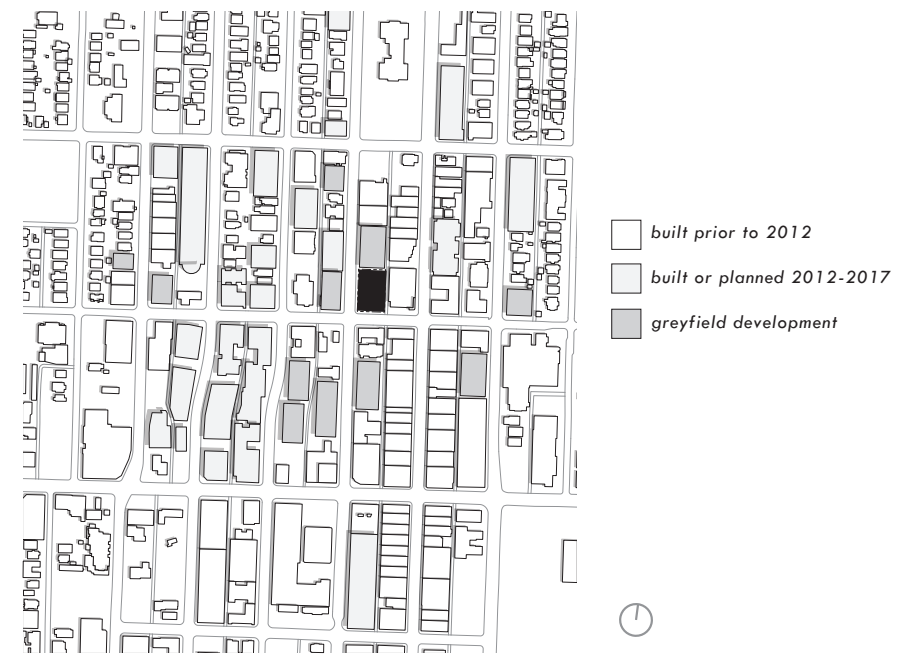 built prior to 2012
built or planned 2012-2017
greyfield development